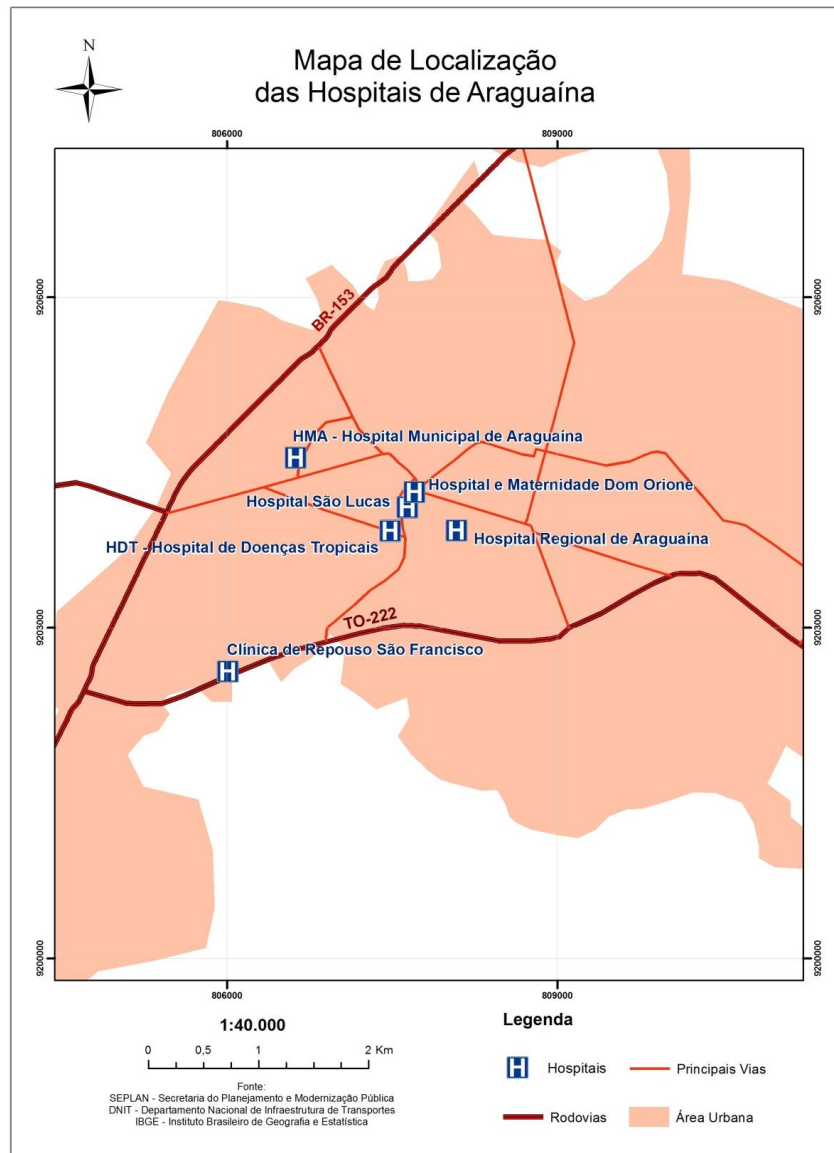 N
Mapa de Localização
das Hospitais de Araguaína
806000
809000
9206000
9206000
BR-153
HMA - Hospital Municipal de Araguaína
H
H
Hospital e Maternidade Dom Orione
Hospital São Lucas
H
H
HDT - Hospital de Doenças Tropicais
H
Hospital Regional de Araguaína
TO-222
9203000
9203000
Clínica de Repouso São Francisco
H
9200000
9200000
806000
809000
1:40.000
0
0,5
1
2 Km
Fonte:
SEPLAN - Secretaria do Planejamento e Modernização Pública
DNIT - Departamento Nacional de Infraestrutura de Transportes
IBGE - Instituto Brasileiro de Geografia e Estatística
Legenda
H
Hospitais
Principais Vias
Rodovias
Área Urbana